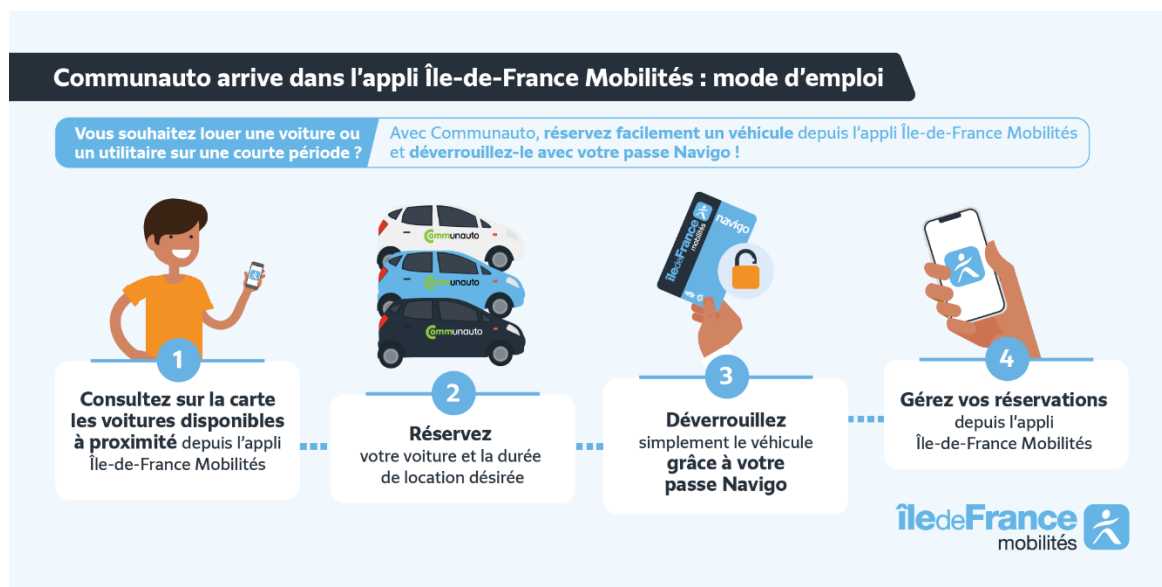 Communauto arrive dans l'appli Île-de-France Mobilités : mode d'emploi
Vous souhaitez louer une voiture ou
un utilitaire sur une courte période ?
Avec Communauto, réservez facilement un véhicule depuis l'appli Île-de-France Mobilités
et déverrouillez-le avec votre passe Navigo !
Communauto
Communauto
Communauto
îledeFrance
mobilités
navigo
1
Consultez sur la carte
les voitures disponibles
à proximité depuis l'appli
Île-de-France Mobilités
2
Réservez
votre voiture et la durée
de location désirée
3
Déverrouillez
simplement le véhicule
grâce à votre
passe Navigo
4
Gérez vos réservations
depuis l'appli
Île-de-France Mobilités
îledeFrance
mobilités